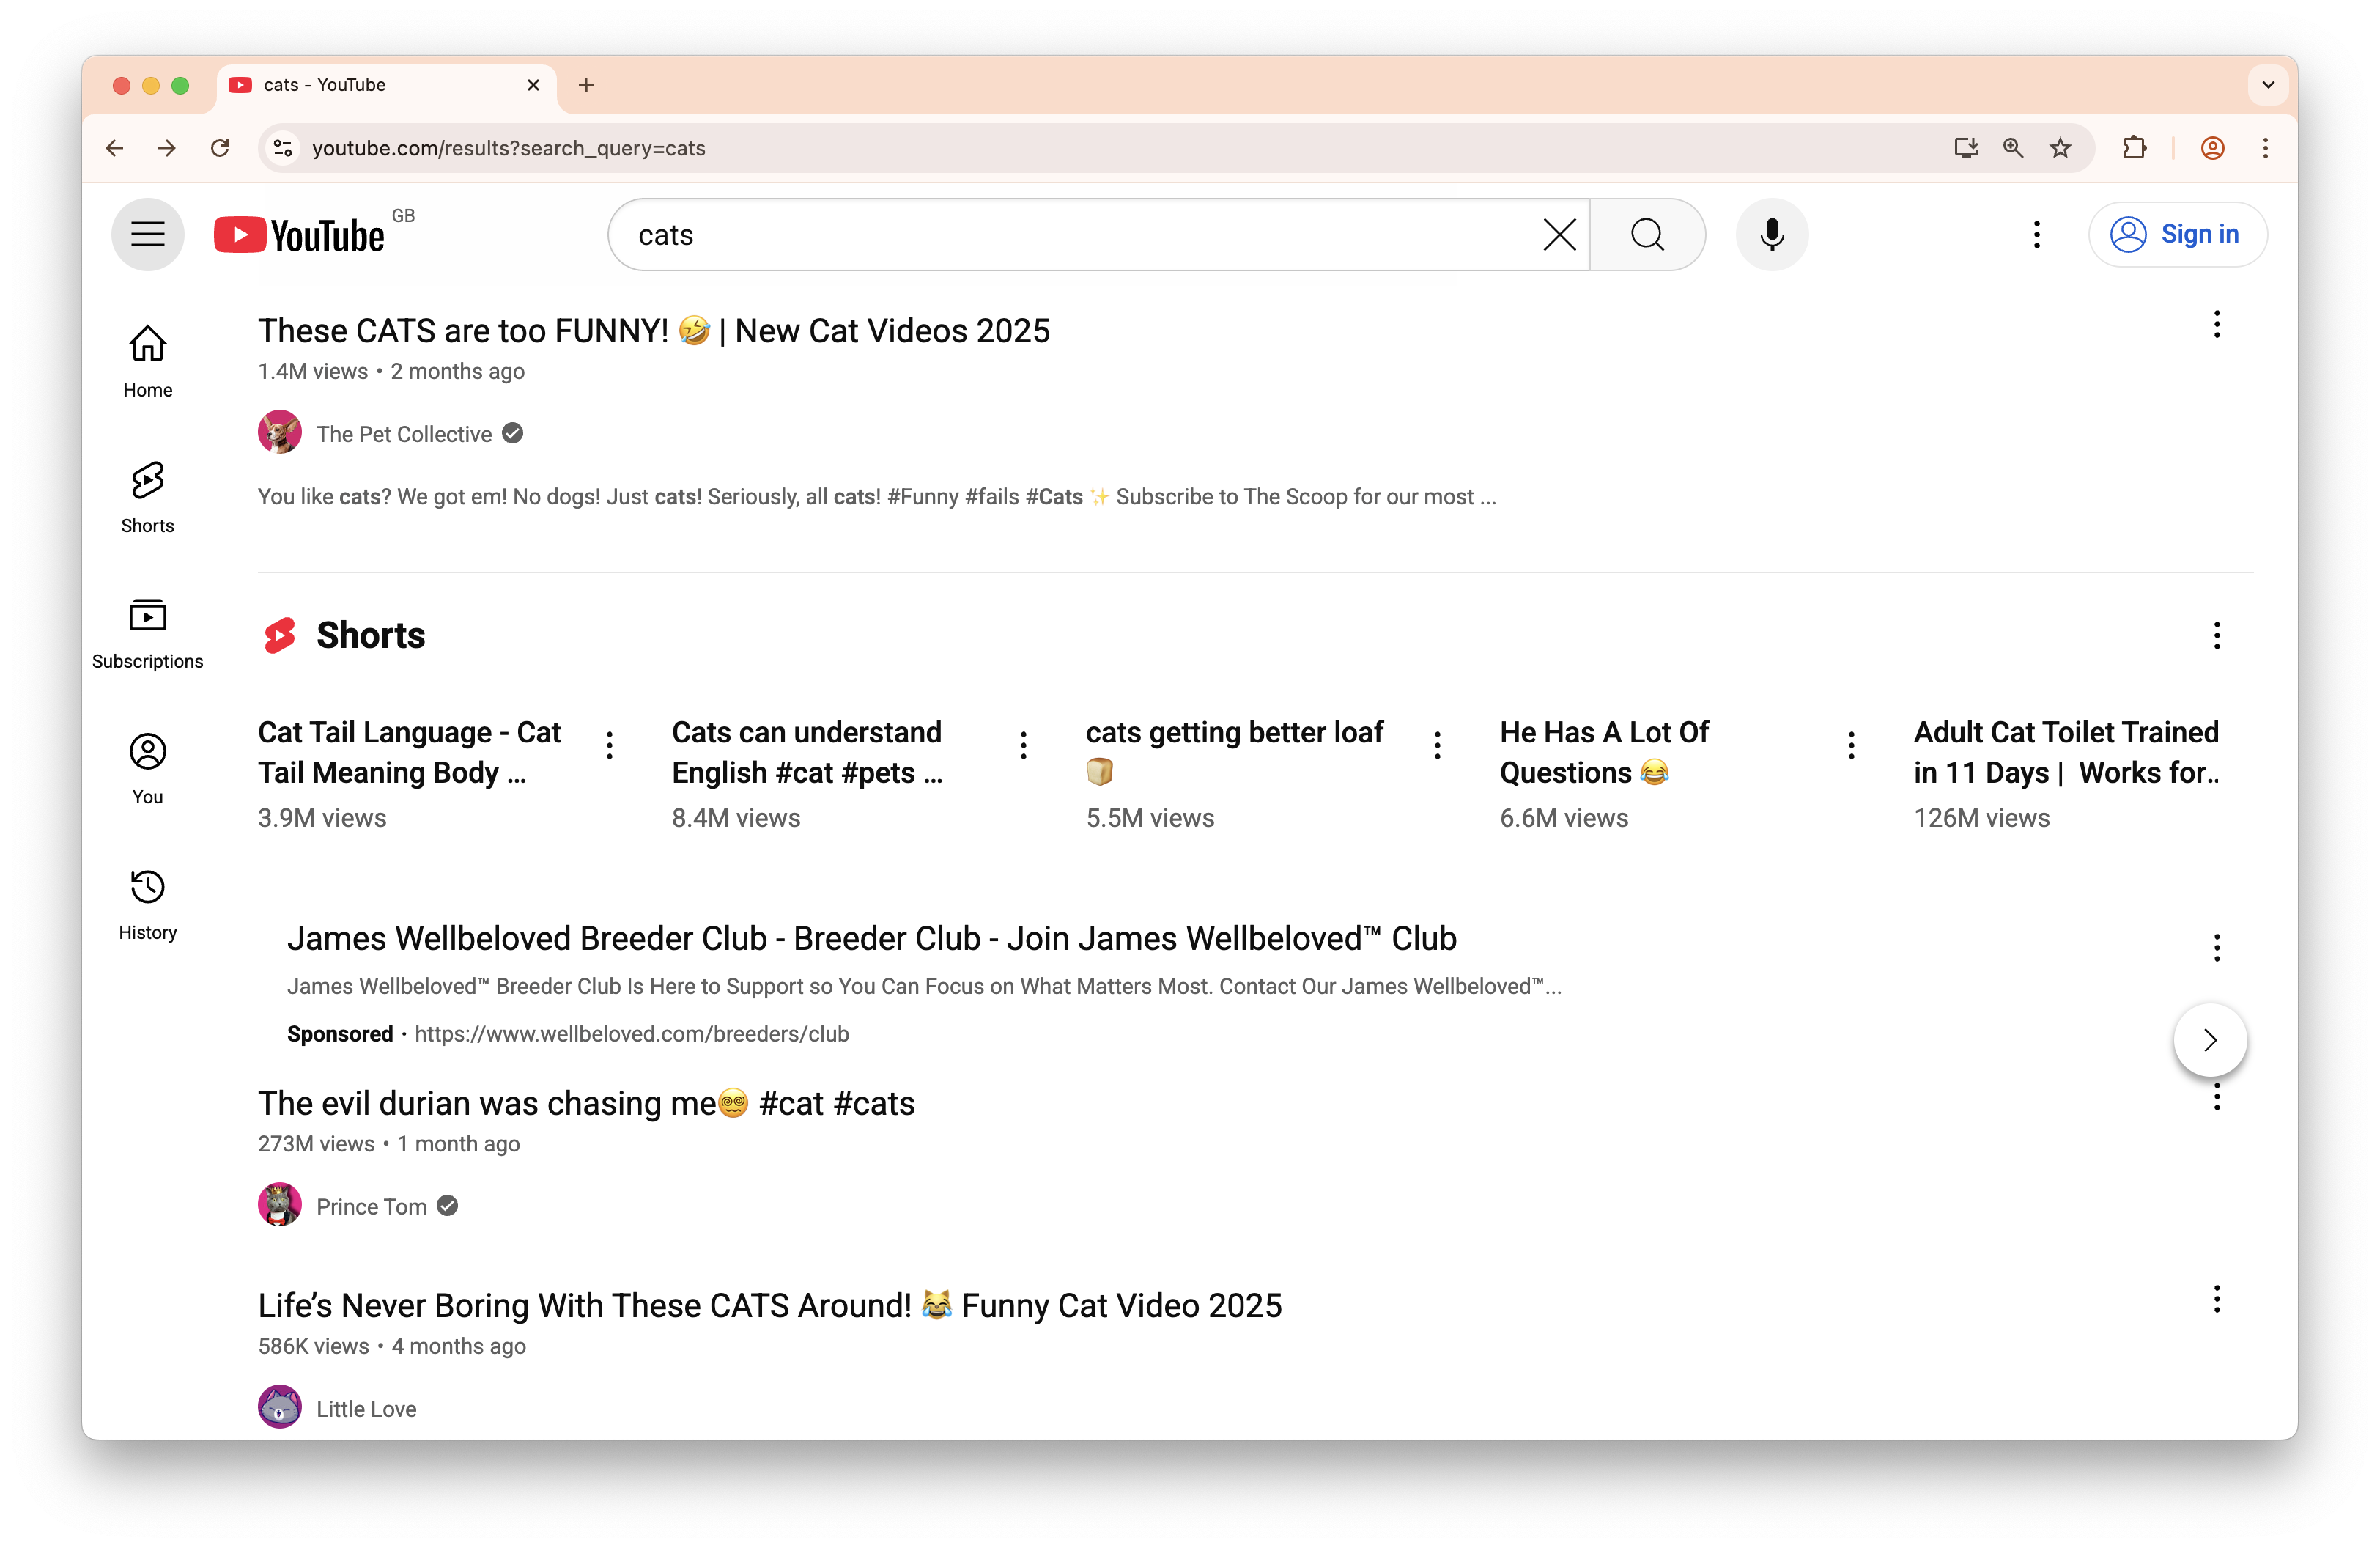 cats - YouTube
youtube.com/results?search_query=cats
YouTube GB
cats
Sign in
Home
Shorts
Subscriptions
You
History
These CATS are too FUNNY! 🤣 | New Cat Videos 2025
1.4M views • 2 months ago
The Pet Collective
You like cats? We got em! No dogs! Just cats! Seriously, all cats! #Funny #fails #Cats ✨ Subscribe to The Scoop for our most ...
Shorts
Cat Tail Language - Cat
Tail Meaning Body ...
3.9M views
Cats can understand
English #cat #pets ...
8.4M views
cats getting better loaf
🍞
5.5M views
He Has A Lot Of
Questions 😂
6.6M views
Adult Cat Toilet Trained
in 11 Days | Works for..
126M views
James Wellbeloved Breeder Club - Breeder Club - Join James Wellbeloved™ Club
James Wellbeloved™ Breeder Club Is Here to Support so You Can Focus on What Matters Most. Contact Our James Wellbeloved™...
Sponsored · https://www.wellbeloved.com/breeders/club
The evil durian was chasing me😵‍💫 #cat #cats
273M views • 1 month ago
Prince Tom
Life’s Never Boring With These CATS Around! 😹 Funny Cat Video 2025
586K views • 4 months ago
Little Love